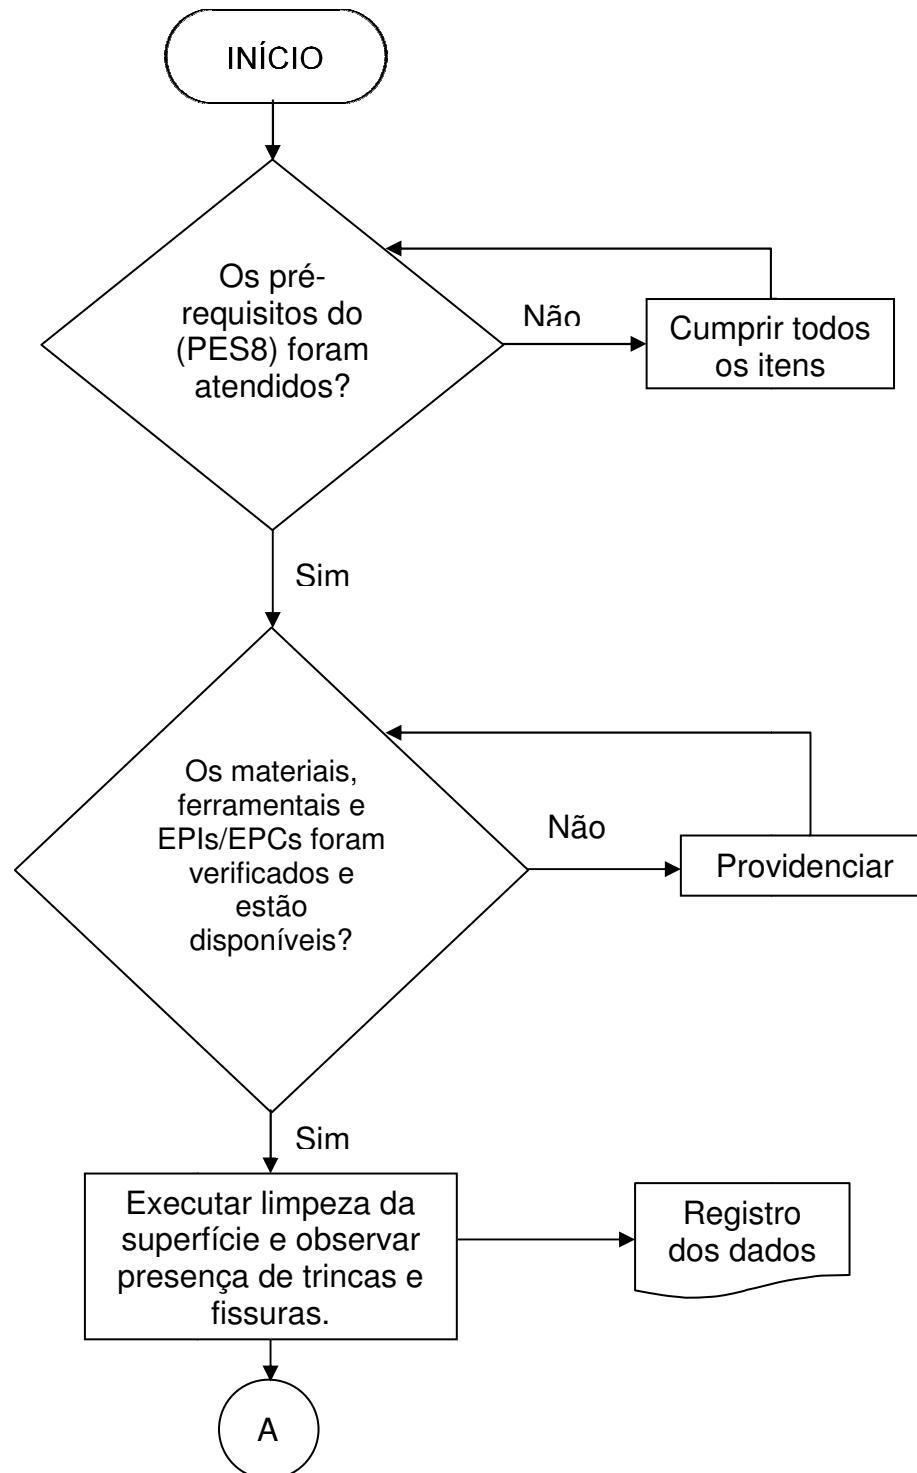 INÍCIO
Os pré-
requisitos do
(PES8) foram
atendidos?
Não
Cumprir todos
os itens
Sim
Os materiais,
ferramentais e
EPIs/EPCs foram
verificados e
estão
disponíveis?
Não
Providenciar
Sim
Executar limpeza da
superfície e observar
presença de trincas e
fissuras.
Registro
dos dados
A